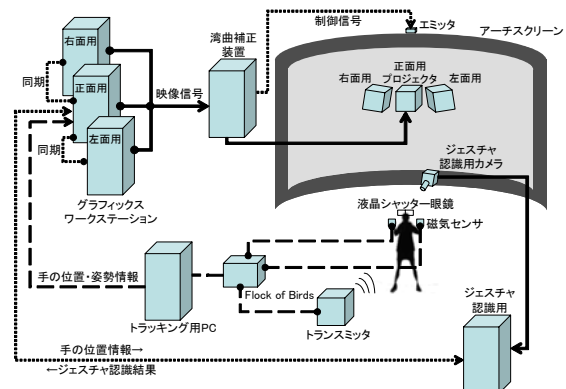 制御信号
エミッタ
アーチスクリーン
右面用
湾曲補正
装置
正面用
プロジェクタ
右面用
左面用
同期
正面用
映像信号
左面用
同期
ジェスチャ
認識用カメラ
グラフィックス
ワークステーション
液晶シャッター眼鏡
磁気センサ
手の位置・姿勢情報
Flock of Birds
トラッキング用PC
トランスミッタ
ジェスチャ
認識用
手の位置情報→
←ジェスチャ認識結果